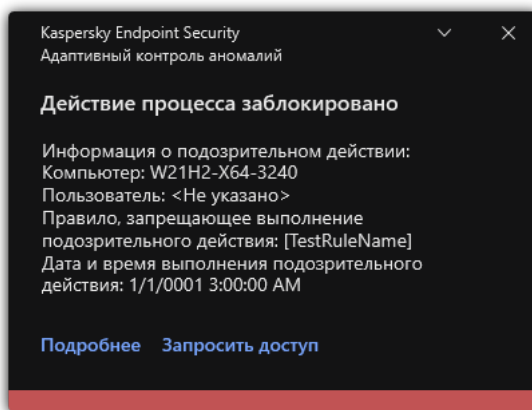 Kaspersky Endpoint Security
Адаптивный контроль аномалий
Действие процесса заблокировано
Информация о подозрительном действии:
Компьютер: W21H2-X64-3240
Пользователь: <Не указано>
Правило, запрещающее выполнение
подозрительного действия: [TestRuleName]
Дата и время выполнения подозрительного
действия: 1/1/0001 3:00:00 AM
Подробнее Запросить доступ